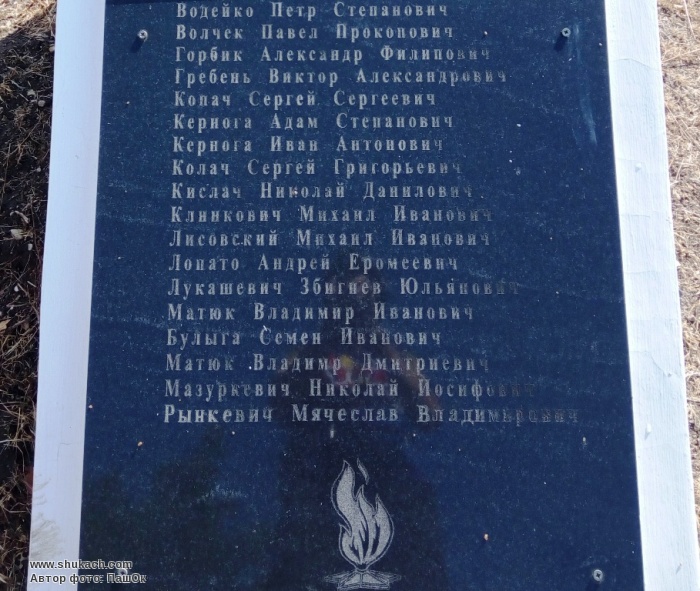 Водейко Петр Степанович
Волчек Павел Прокопович
Горбик Александр Филипович
Гребень Виктор Александрович
Копач Сергей Сергеевич
Кернога Адам Степанович
Кернога Иван Антонович
Колач Сергей Григорьевич
Кислач Николай Данилович
Клинкович Михаил Иванович
Лисовский Михаил Иванович
Лопато Андрей Еромеевич
Лукашевич Збигнев Юльянович
Матюк Владимир Иванович
Булыга Семен Иванович
Матюк Владимр Дмитриевич
Мазуркевич Николай Иосифович
Рынкевич Мячеслав Владимирович
www.shukach.com
Автор фото: ПашОк